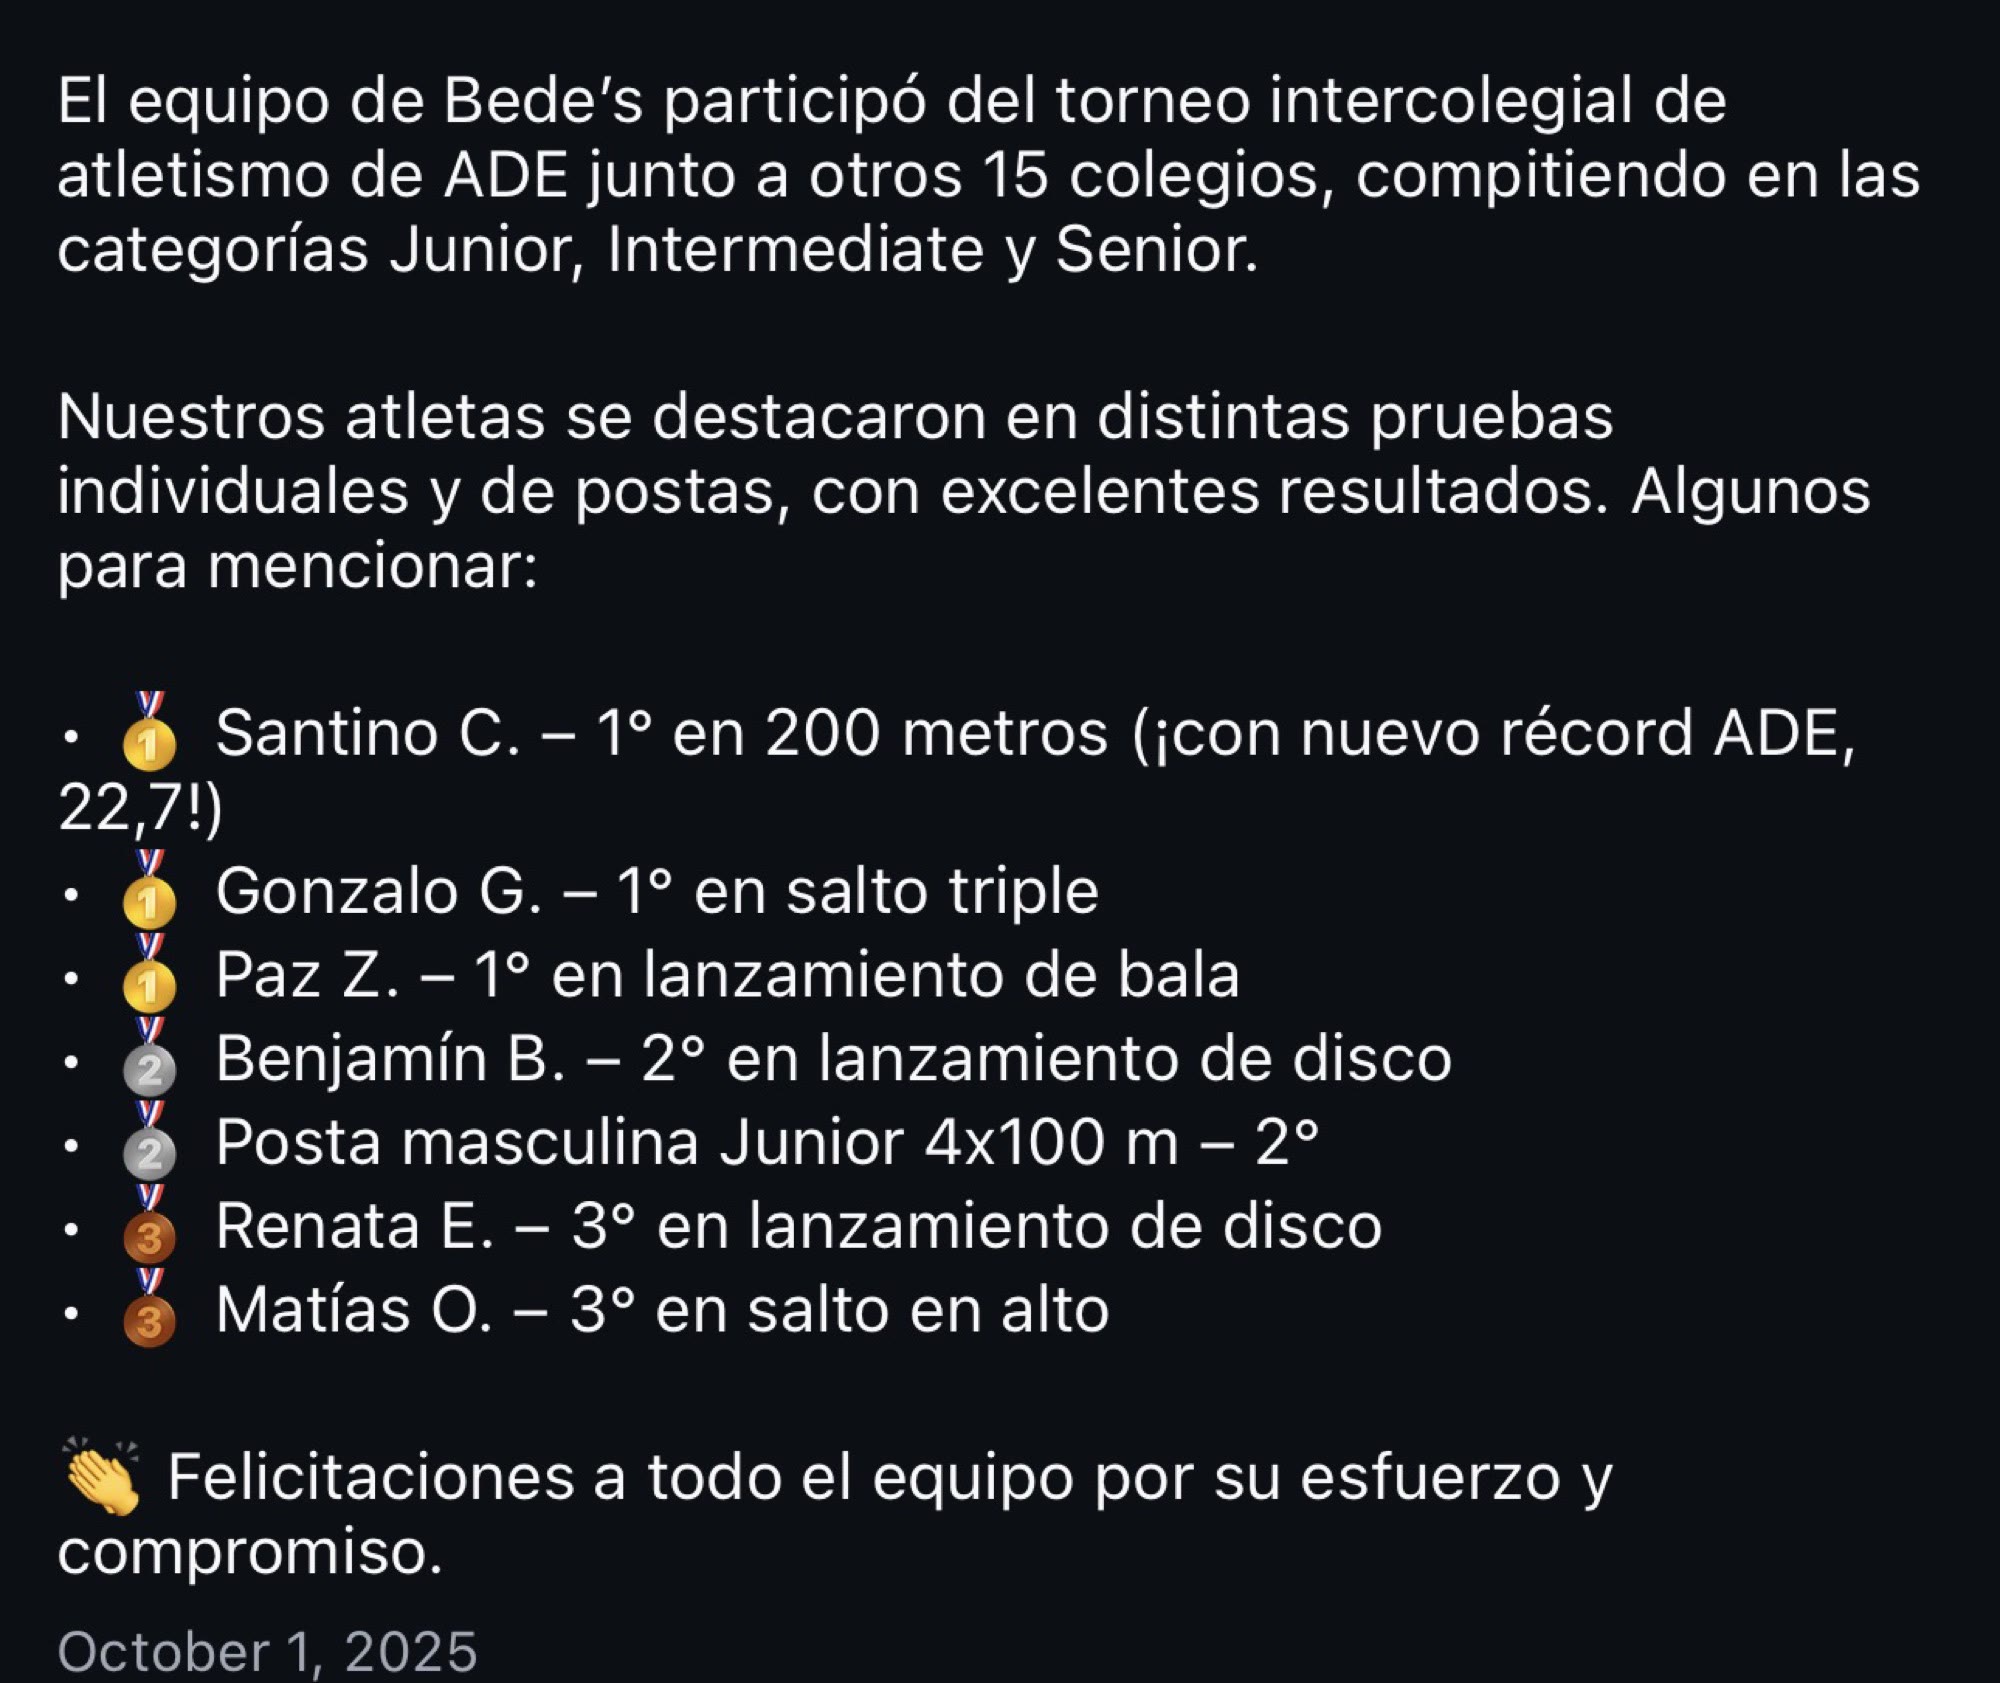 El equipo de Bede’s participó del torneo intercolegial de
atletismo de ADE junto a otros 15 colegios, compitiendo en las
categorías Junior, Intermediate y Senior.
Nuestros atletas se destacaron en distintas pruebas
individuales y de postas, con excelentes resultados. Algunos
para mencionar:
• 🥇 Santino C. – 1° en 200 metros (¡con nuevo récord ADE,
22,7!)
• 🥇 Gonzalo G. – 1° en salto triple
• 🥇 Paz Z. – 1° en lanzamiento de bala
• 🥈 Benjamín B. – 2° en lanzamiento de disco
• 🥈 Posta masculina Junior 4x100 m – 2°
• 🥉 Renata E. – 3° en lanzamiento de disco
• 🥉 Matías O. – 3° en salto en alto
👏 Felicitaciones a todo el equipo por su esfuerzo y
compromiso.
October 1, 2025